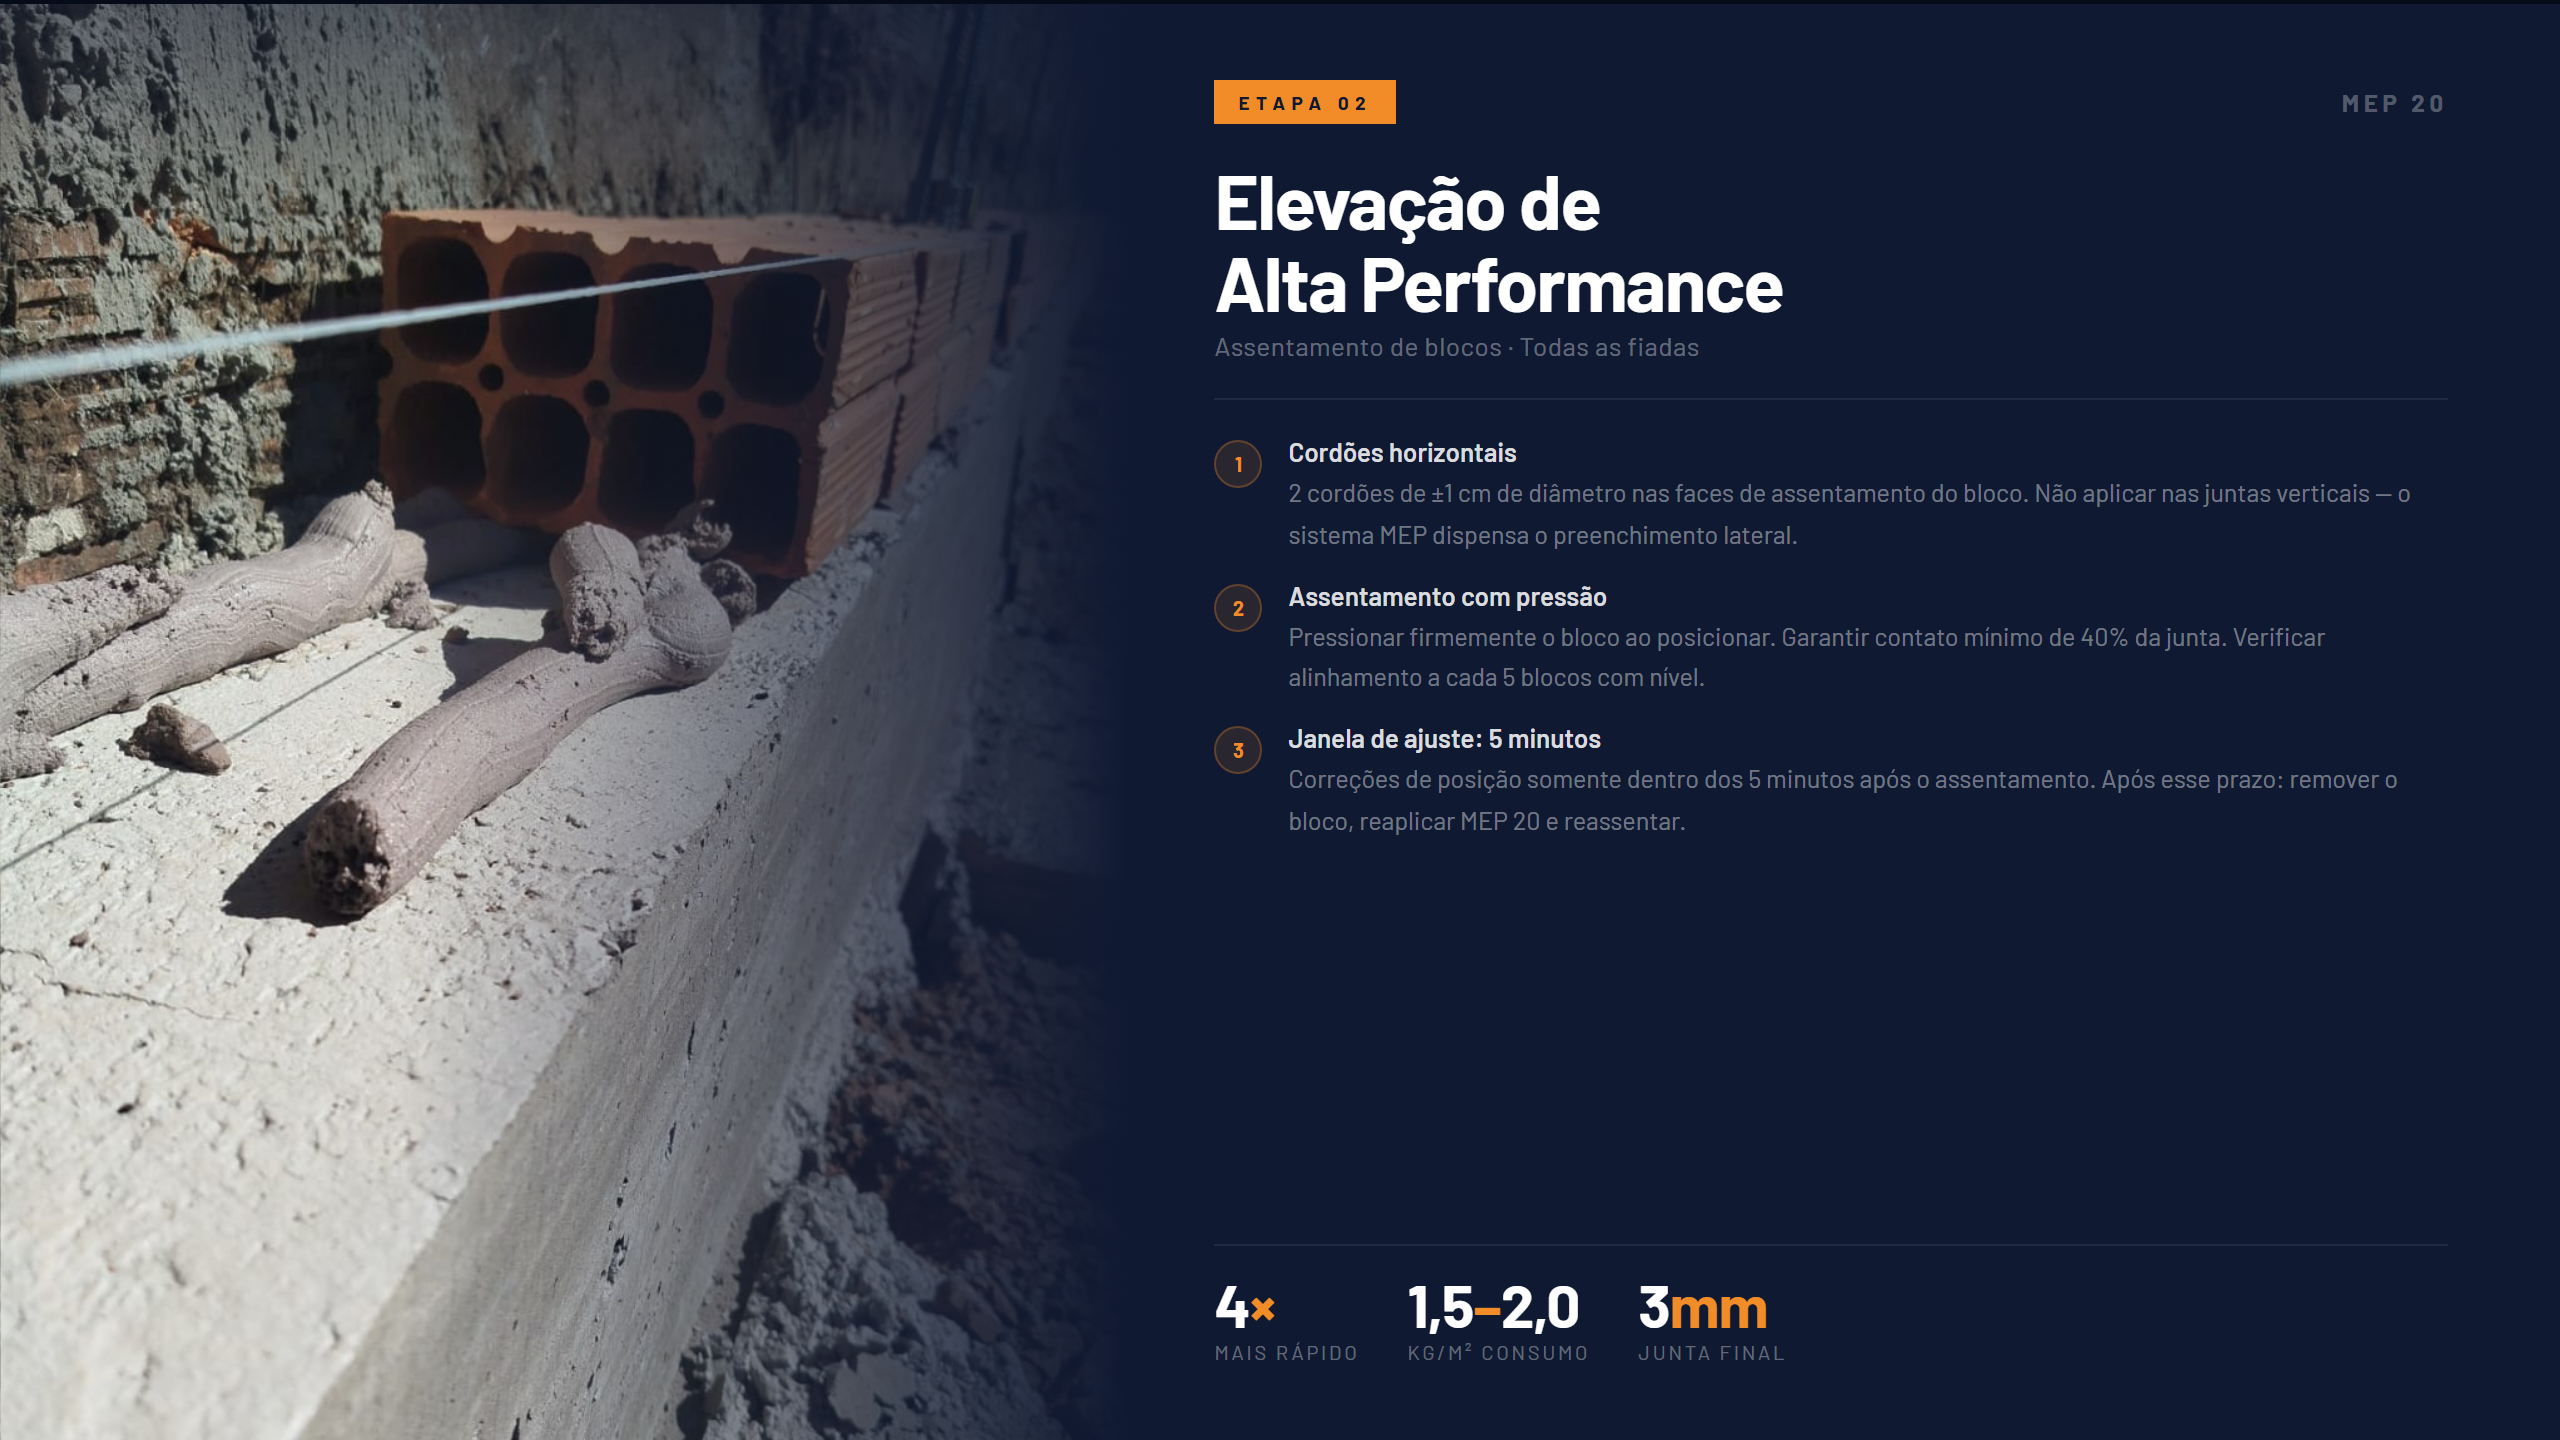 ETAPA 02
MEP 20
Elevação de
Alta Performance
Assentamento de blocos · Todas as fiadas
1
Cordões horizontais
2 cordões de ±1 cm de diâmetro nas faces de assentamento do bloco. Não aplicar nas juntas verticais — o
sistema MEP dispensa o preenchimento lateral.
2
Assentamento com pressão
Pressionar firmemente o bloco ao posicionar. Garantir contato mínimo de 40% da junta. Verificar
alinhamento a cada 5 blocos com nível.
3
Janela de ajuste: 5 minutos
Correções de posição somente dentro dos 5 minutos após o assentamento. Após esse prazo: remover o
bloco, reaplicar MEP 20 e reassentar.
4×
MAIS RÁPIDO
1,5–2,0
KG/M² CONSUMO
3mm
JUNTA FINAL